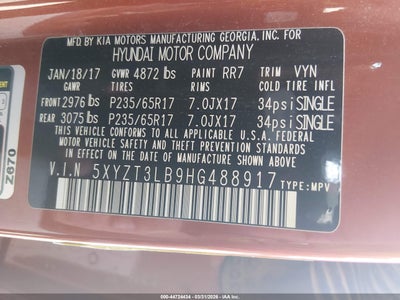 MFD BY KIA MOTORS MANUFACTURING GEORGIA, INC. FOR
HYUNDAI MOTOR COMPANY
JAN/18/17 GVWR 4872 lbs PAINT RR7 TRIM VYN
GAWR TIRES RIMS COLD TIRE INFL
FRONT 2976 lbs P235/65R17 7.0JX17 34psi SINGLE
REAR 3075 lbs P235/65R17 7.0JX17 34psi SINGLE
THIS VEHICLE CONFORMS TO ALL APPLICABLE U.S.A. FEDERAL
MOTOR VEHICLE SAFETY, BUMPER, AND THEFT PREVENTION
STANDARDS IN EFFECT ON THE DATE OF MANUFACTURE SHOWN ABOVE
V.I.N 5XYZT3LB9HG488917 TYPE:MPV
Z670
000-44734434 - 03/31/2026 - IAA Inc.